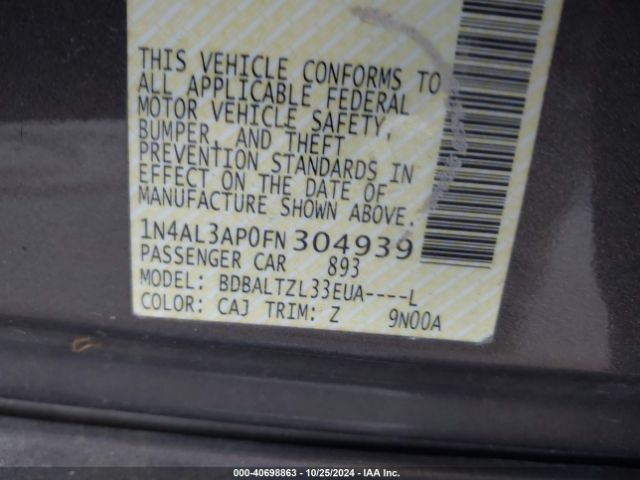 THIS VEHICLE CONFORMS TO
ALL APPLICABLE FEDERAL
MOTOR VEHICLE SAFETY,
BUMPER, AND THEFT
PREVENTION STANDARDS IN
EFFECT ON THE DATE OF
MANUFACTURE SHOWN ABOVE.
1N4AL3AP0FN304939
PASSENGER CAR 893
MODEL: BDBALTZL33EUA----L
COLOR: CAJ TRIM: Z 9N00A
000-40698863 - 10/25/2024 - IAA Inc.